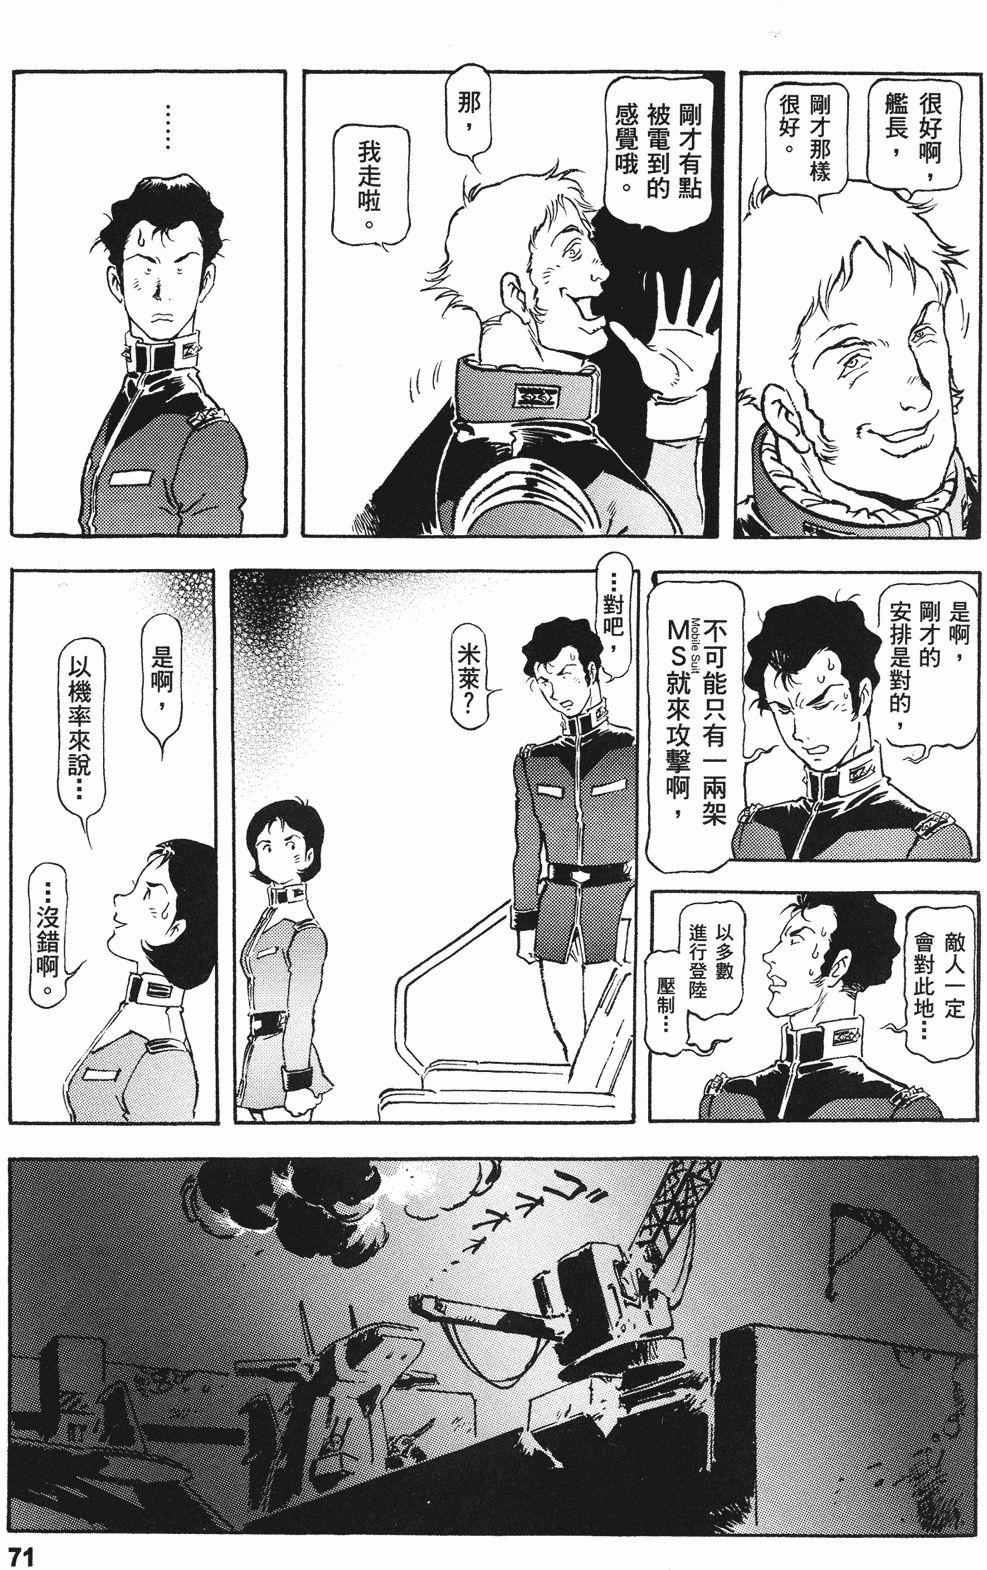 很好啊，
艦長，
剛才那樣
很好。
剛才有點
被電到的
感覺哦。
那，
我走啦。
……
是啊，
剛才的
安排是對的，
不可能只有一兩架
Mobile Suit
MS就來攻擊啊，
敵人一定
會對此地…
以多數
進行登陸
壓制…
…對吧，
米萊？
是啊，
以機率來說…
…沒錯啊。
71